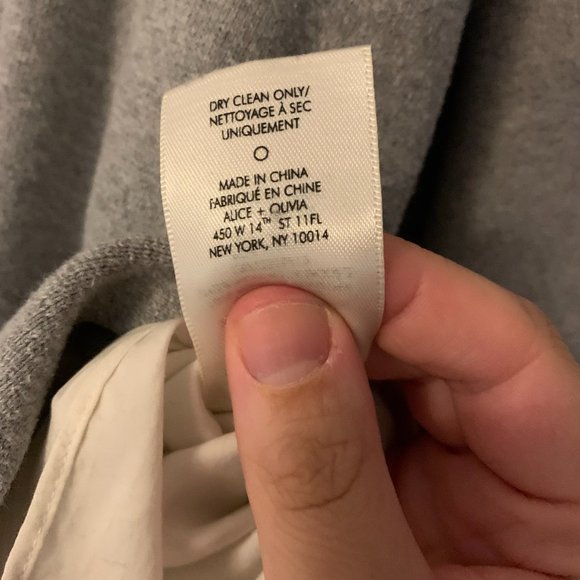 DRY CLEAN ONLY/
NETTOYAGE À SEC
UNIQUEMENT
MADE IN CHINA
FABRIQUÉ EN CHINE
ALICE + OLIVIA
450 W 14TH ST 11FL
NEW YORK, NY 10014